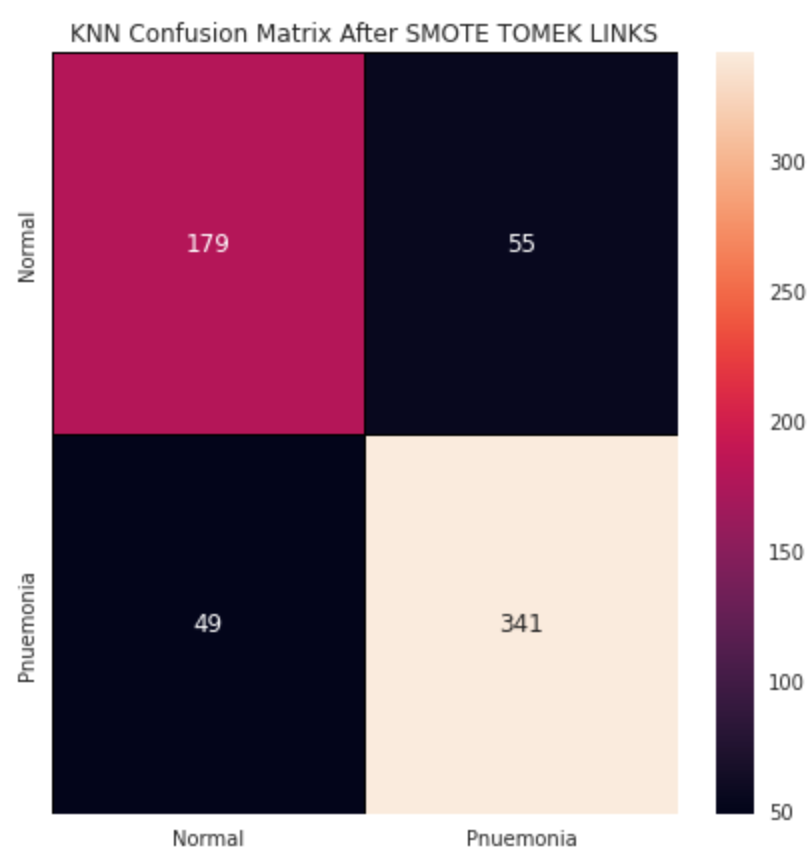 KNN Confusion Matrix After SMOTE TOMEK LINKS
Normal
179
55
300
250
200
150
Pnuemonia
49
341
100
50
Normal
Pnuemonia